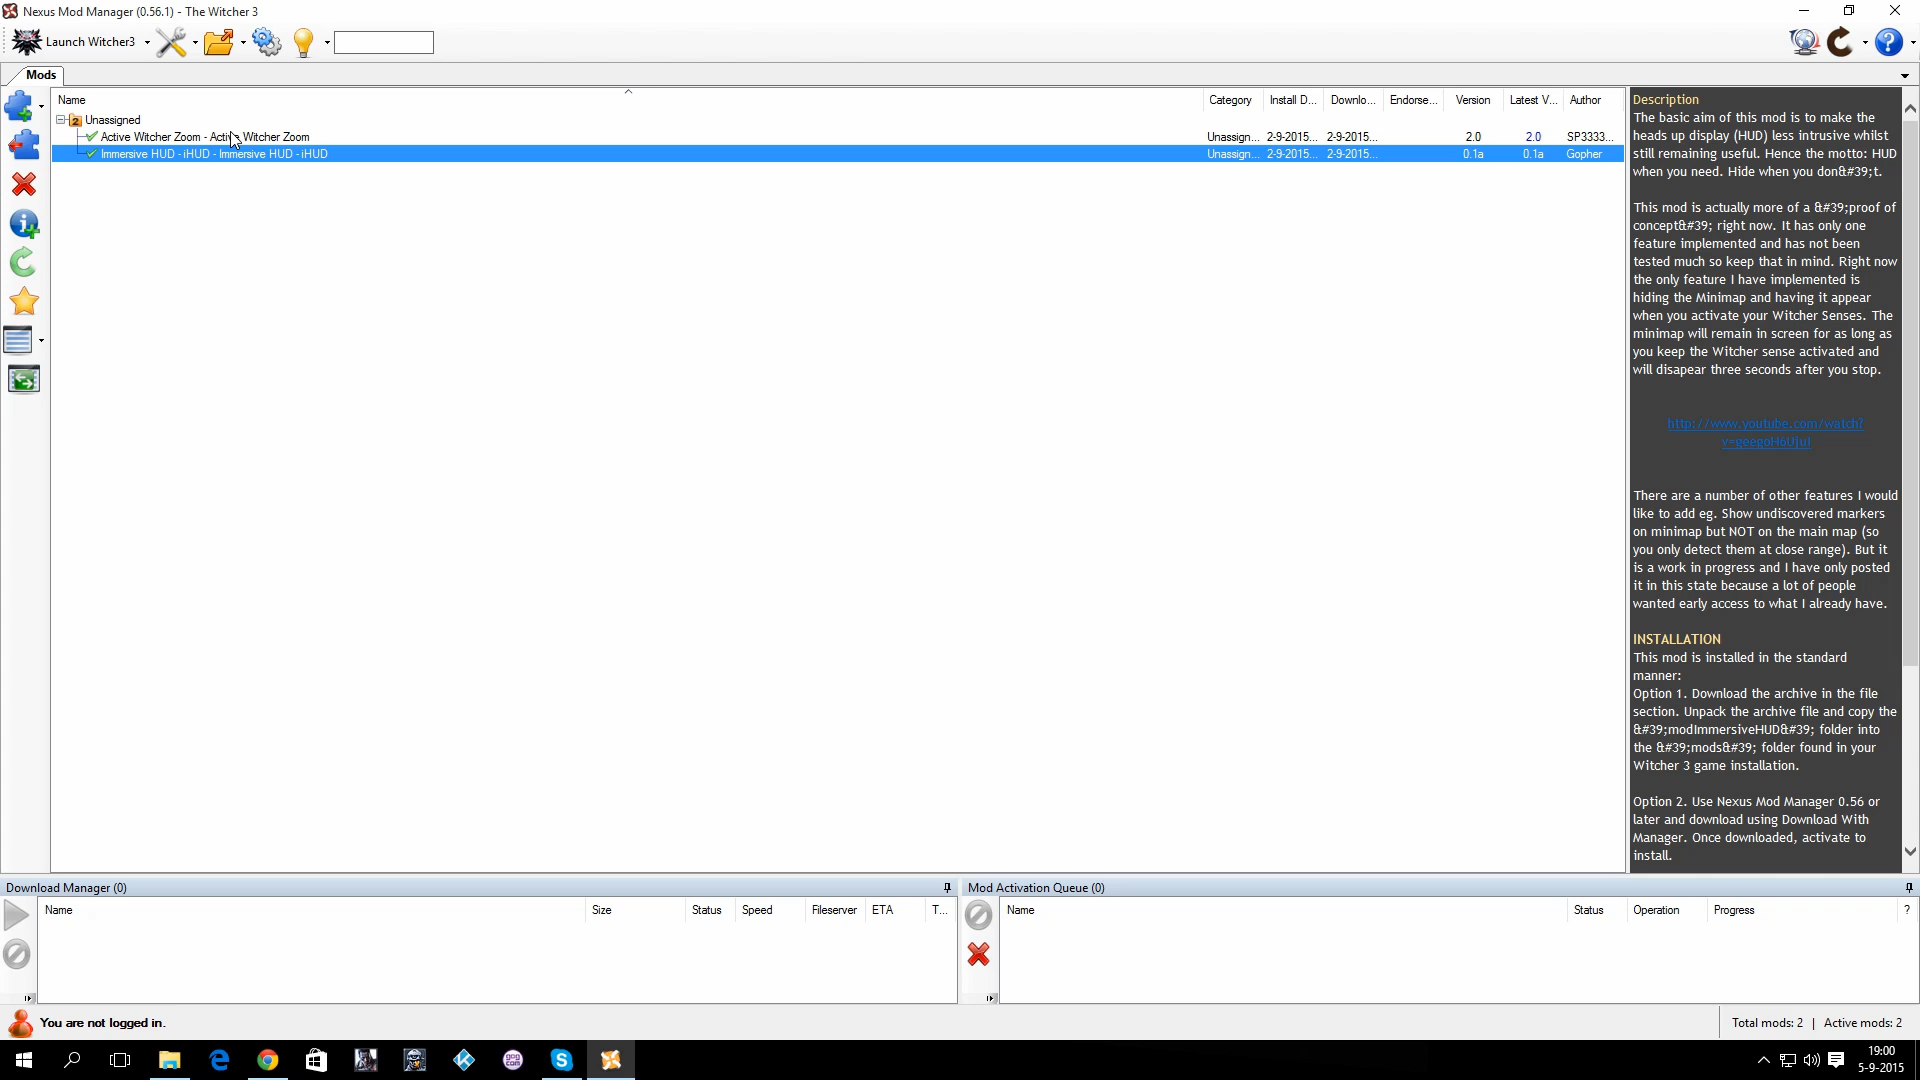 Nexus Mod Manager (0.56.1) - The Witcher 3
Launch Witcher3
Mods
Name
Category
Install D...
Downlo...
Endorse...
Version
Latest V...
Author
2
Unassigned
Active Witcher Zoom - Active Witcher Zoom
Unassign...
2-9-2015...
2-9-2015...
2.0
2.0
SP3333...
Immersive HUD - iHUD - Immersive HUD - iHUD
Unassign...
2-9-2015...
2-9-2015...
0.1a
0.1a
Gopher
Description
The basic aim of this mod is to make the
heads up display (HUD) less intrusive whilst
still remaining useful. Hence the motto: HUD
when you need. Hide when you don&#39;t.
This mod is actually more of a &#39;proof of
concept&#39; right now. It has only one
feature implemented and has not been
tested much so keep that in mind. Right now
the only feature I have implemented is
hiding the Minimap and having it appear
when you activate your Witcher Senses. The
minimap will remain in screen for as long as
you keep the Witcher sense activated and
will disapear three seconds after you stop.
http://www.youtube.com/watch?
There are a number of other features I would
like to add eg. Show undiscovered markers
on minimap but NOT on the main map (so
you only detect them at close range). But it
is a work in progress and I have only posted
it in this state because a lot of people
wanted early access to what I already have.
INSTALLATION
This mod is installed in the standard
manner:
Option 1. Download the archive in the file
section. Unpack the archive file and copy the
&#39;modImmersiveHUD&#39; folder into
the &#39;mods&#39; folder found in your
Witcher 3 game installation.
Option 2. Use Nexus Mod Manager 0.56 or
later and download using Download With
Manager. Once downloaded, activate to
install.
Download Manager (0)
Name
Size
Status
Speed
Fileserver
ETA
T...
Mod Activation Queue (0)
Name
Status
Operation
Progress
?
You are not logged in.
Total mods: 2 | Active mods: 2
gog
com
19:00
5-9-2015